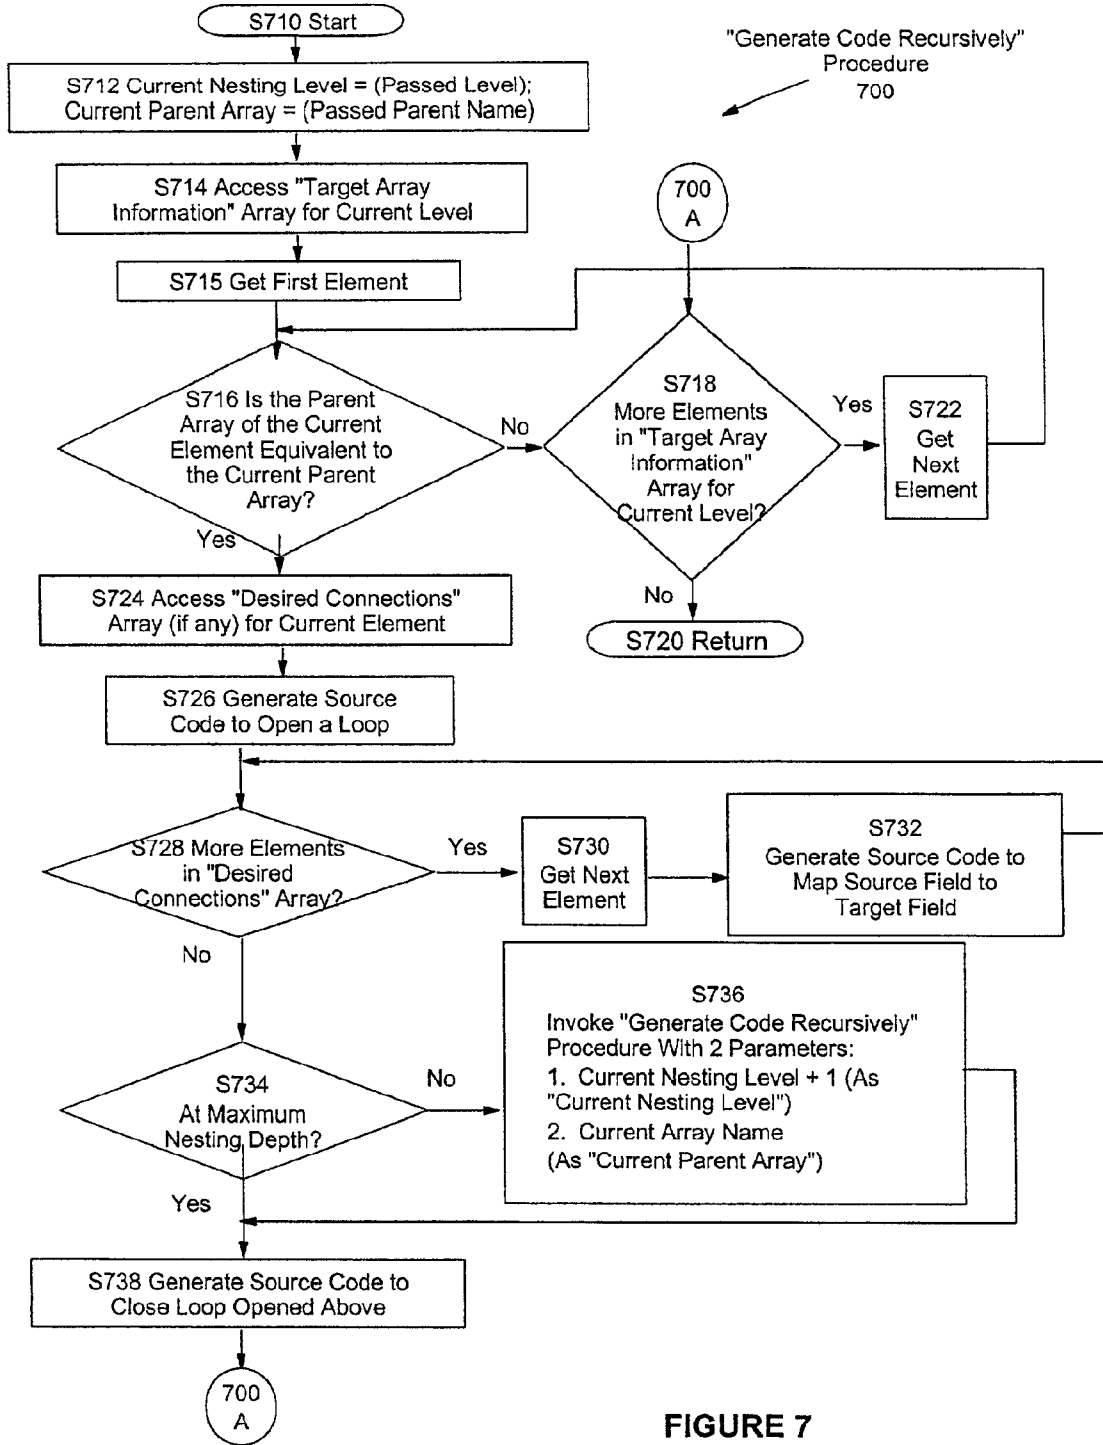 S710 Start
"Generate Code Recursively"
Procedure
700
S712 Current Nesting Level = (Passed Level);
Current Parent Array = (Passed Parent Name)
S714 Access "Target Array
Information" Array for Current Level
700
A
S715 Get First Element
S716 Is the Parent
Array of the Current
Element Equivalent to
the Current Parent
Array?
No
S718
More Elements
in "Target Aray
Information"
Array for
Current Level?
Yes
S722
Get
Next
Element
Yes
No
S724 Access "Desired Connections"
Array (if any) for Current Element
S720 Return
S726 Generate Source
Code to Open a Loop
S728 More Elements
in "Desired
Connections" Array?
Yes
S730
Get Next
Element
S732
Generate Source Code to
Map Source Field to
Target Field
No
S734
At Maximum
Nesting Depth?
No
S736
Invoke "Generate Code Recursively"
Procedure With 2 Parameters:
1. Current Nesting Level + 1 (As
"Current Nesting Level")
2. Current Array Name
(As "Current Parent Array")
Yes
S738 Generate Source Code to
Close Loop Opened Above
700
A
FIGURE 7